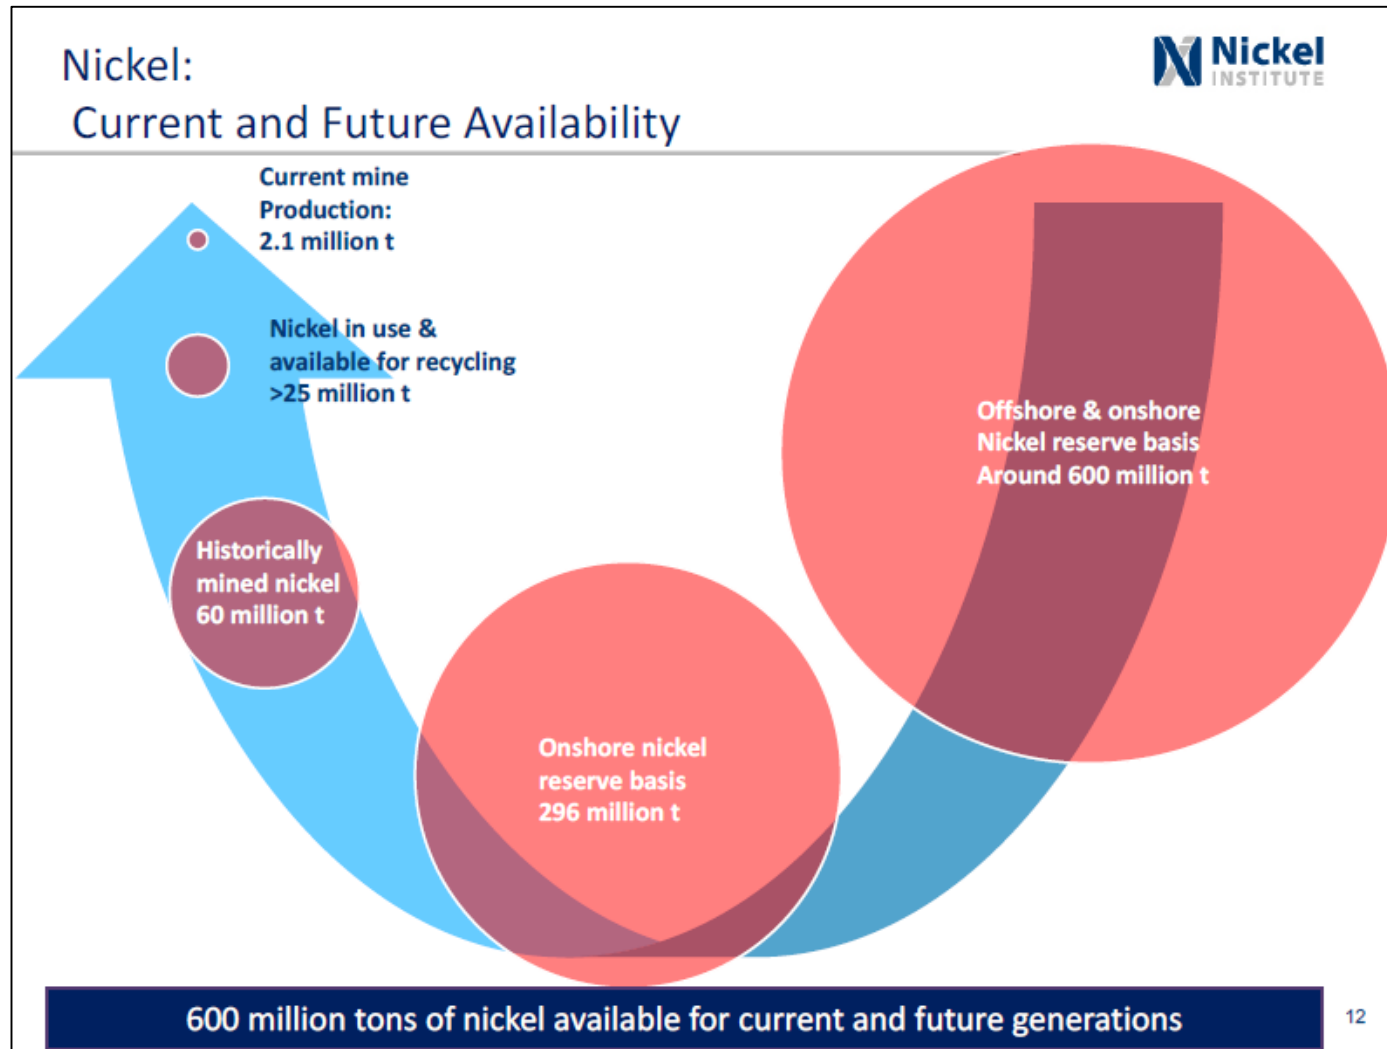 Nickel:
Current and Future Availability
Nickel
INSTITUTE
Current mine
Production:
2.1 million t
Nickel in use &
available for recycling
>25 million t
Historically
mined nickel
60 million t
Onshore nickel
reserve basis
296 million t
Offshore & onshore
Nickel reserve basis
Around 600 million t
600 million tons of nickel available for current and future generations
12